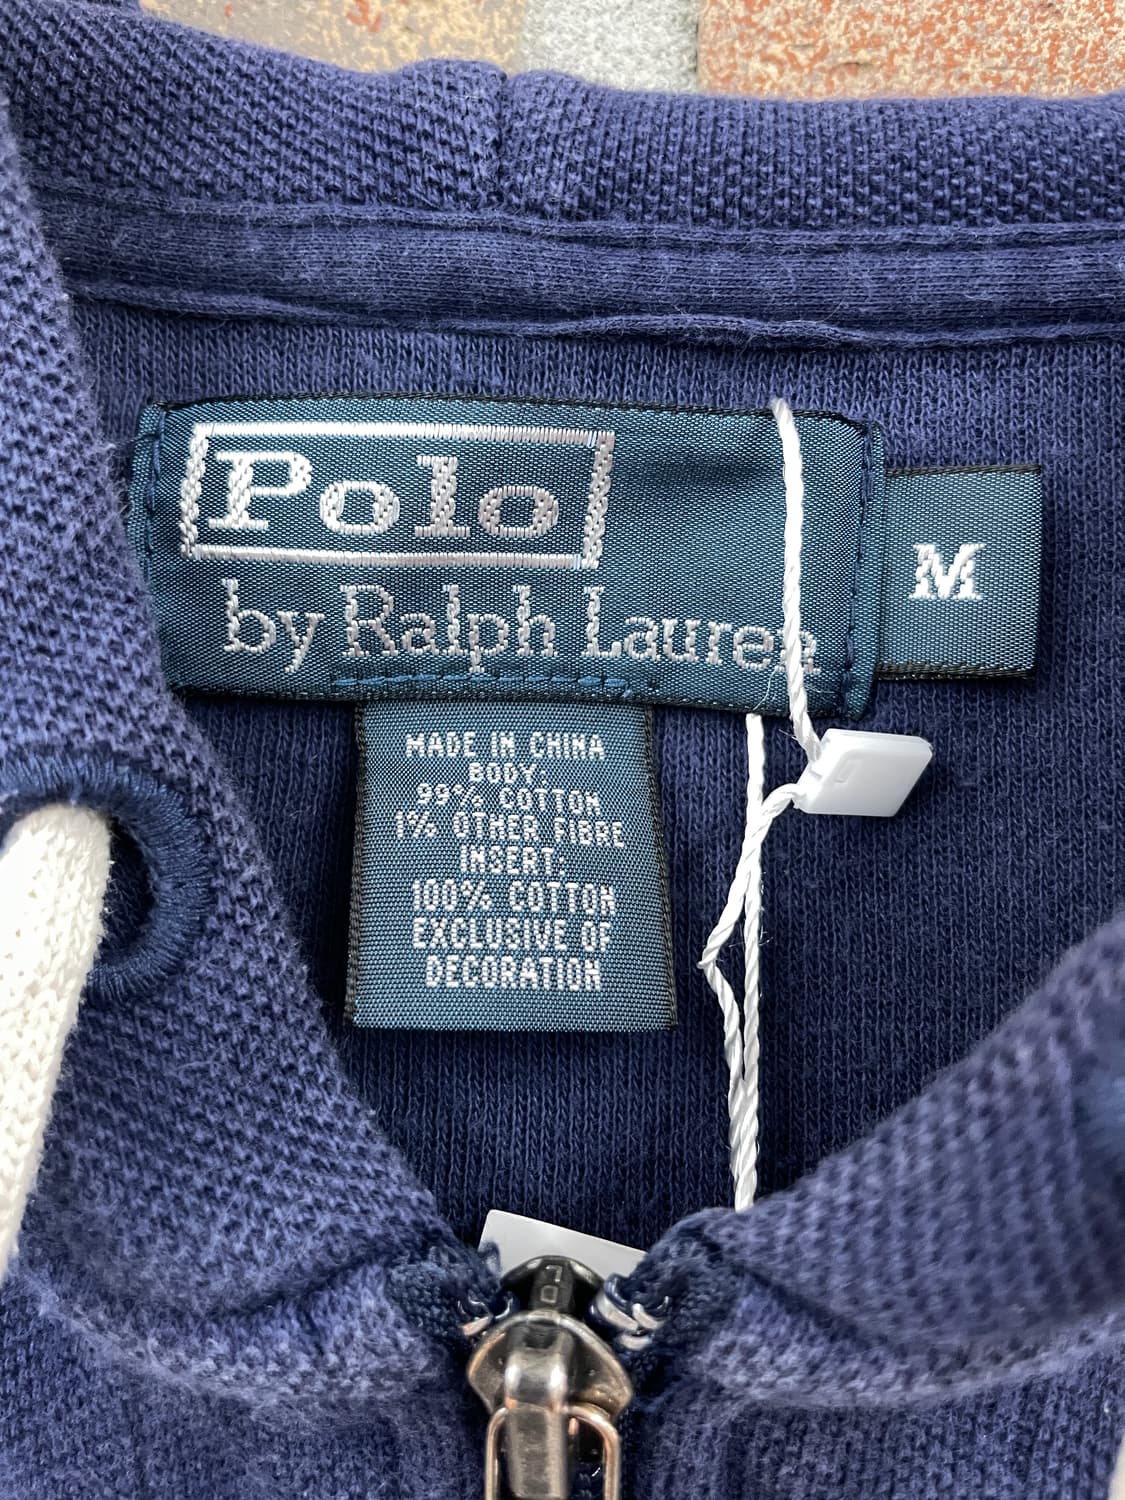 Polo
by Ralph Lauren
M
MADE IN CHINA
BODY:
99% COTTON
1% OTHER FIBRE
INSERT:
100% COTTON
EXCLUSIVE OF
DECORATION